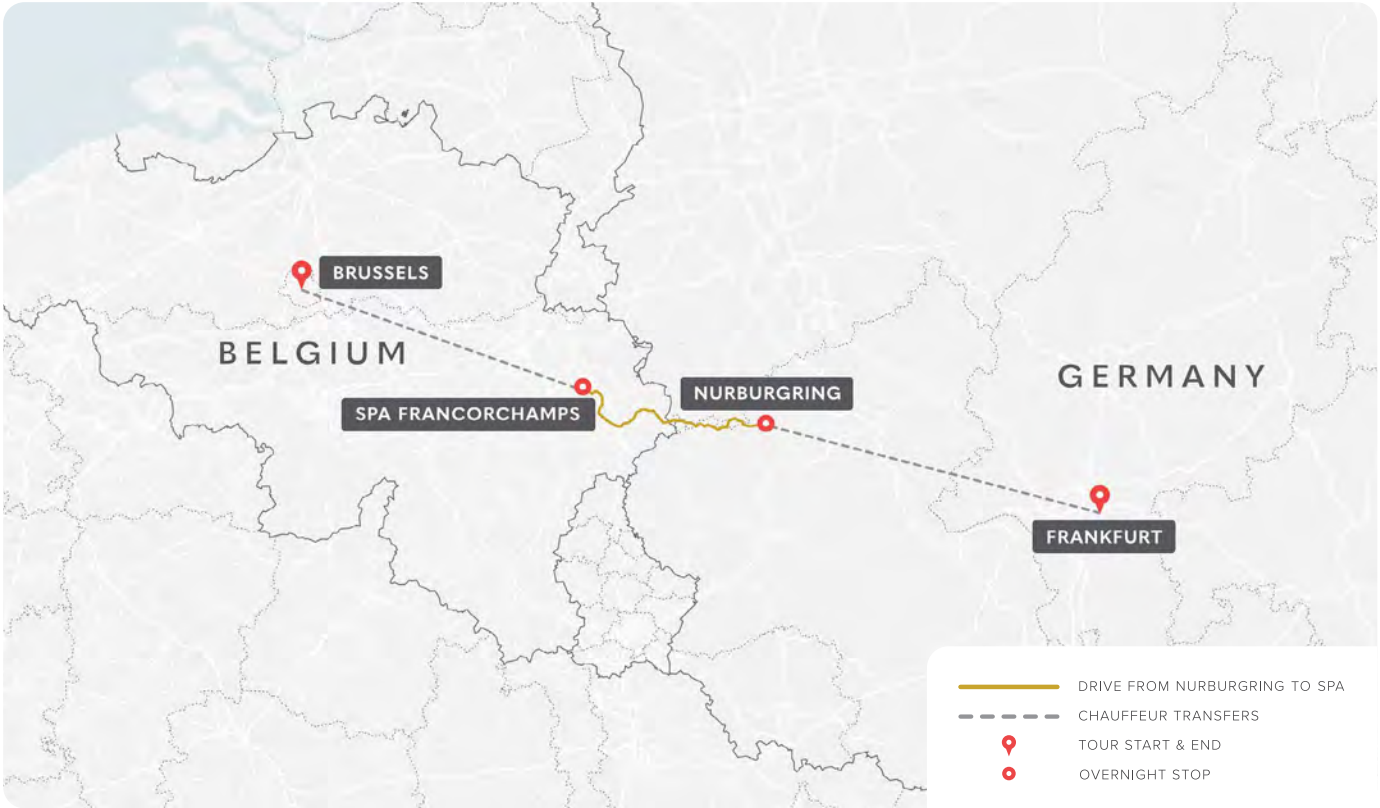 BRUSSELS
BELGIUM
GERMANY
NURBURGRING
SPA FRANCORCHAMPS
FRANKFURT
DRIVE FROM NURBURGRING TO SPA
CHAUFFEUR TRANSFERS
TOUR START & END
OVERNIGHT STOP